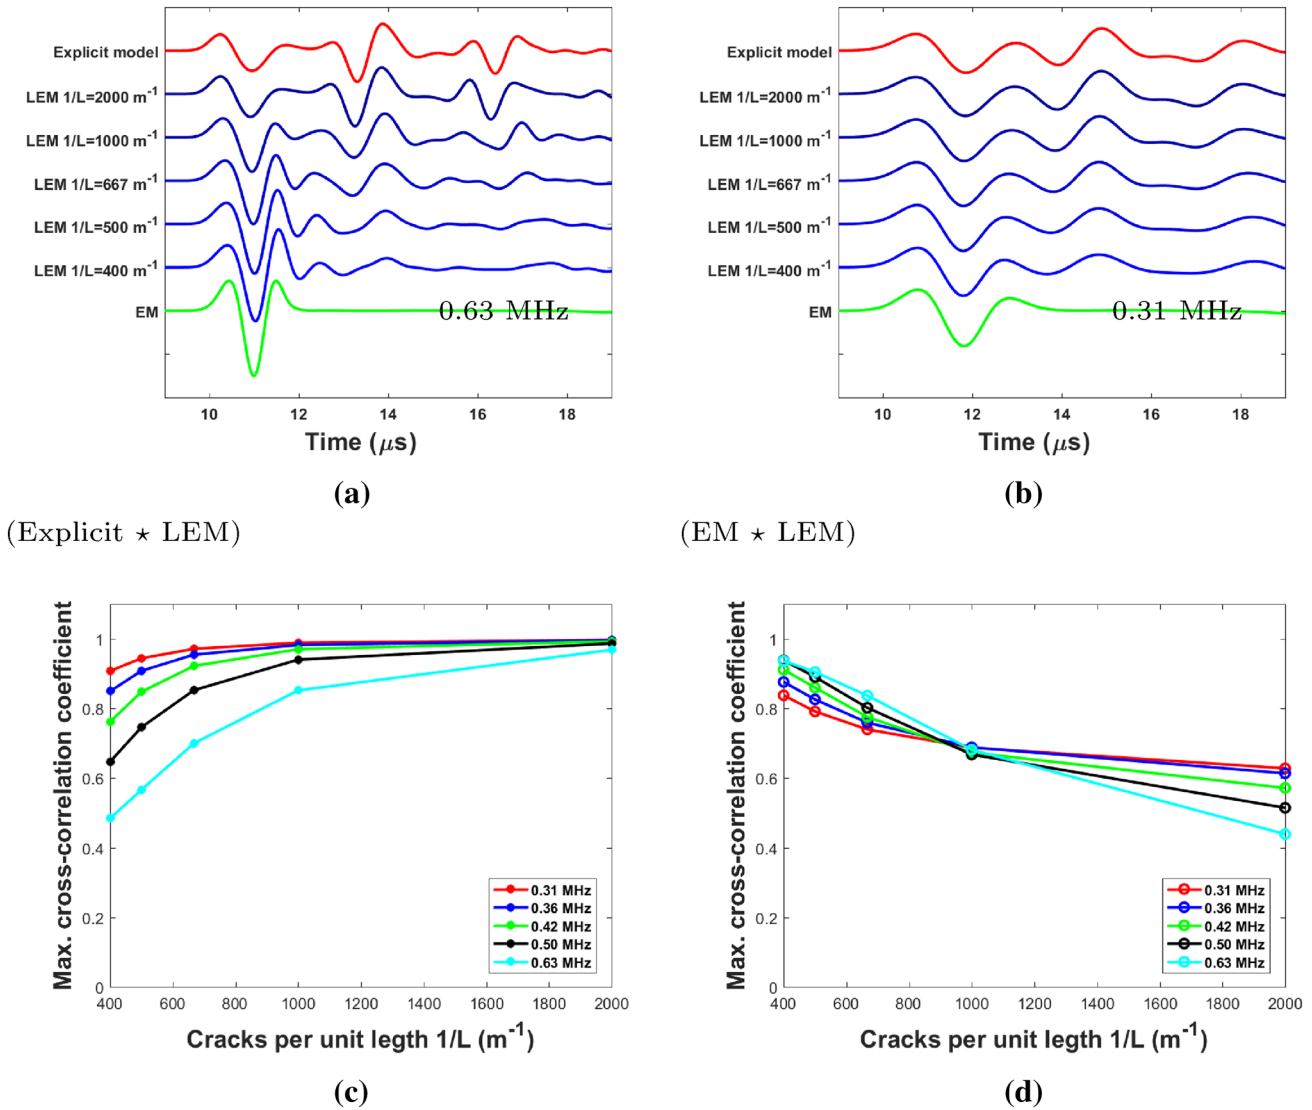 Explicit model
LEM 1/L=2000 m-1
LEM 1/L=1000 m-1
LEM 1/L=667 m-1
LEM 1/L=500 m-1
LEM 1/L=400 m-1
EM
0.63 MHz
10 12 14 16 18
Time (μs)
(a)
Explicit model
LEM 1/L=2000 m-1
LEM 1/L=1000 m-1
LEM 1/L=667 m-1
LEM 1/L=500 m-1
LEM 1/L=400 m-1
EM
0.31 MHz
10 12 14 16 18
Time (μs)
(b)
(Explicit ⋆ LEM)
Max. cross-correlation coefficient
1
0.8
0.6
0.4
0.2
0
0.31 MHz
0.36 MHz
0.42 MHz
0.50 MHz
0.63 MHz
400 600 800 1000 1200 1400 1600 1800 2000
Cracks per unit legth 1/L (m-1)
(c)
(EM ⋆ LEM)
Max. cross-correlation coefficient
1
0.8
0.6
0.4
0.2
0
0.31 MHz
0.36 MHz
0.42 MHz
0.50 MHz
0.63 MHz
400 600 800 1000 1200 1400 1600 1800 2000
Cracks per unit legth 1/L (m-1)
(d)